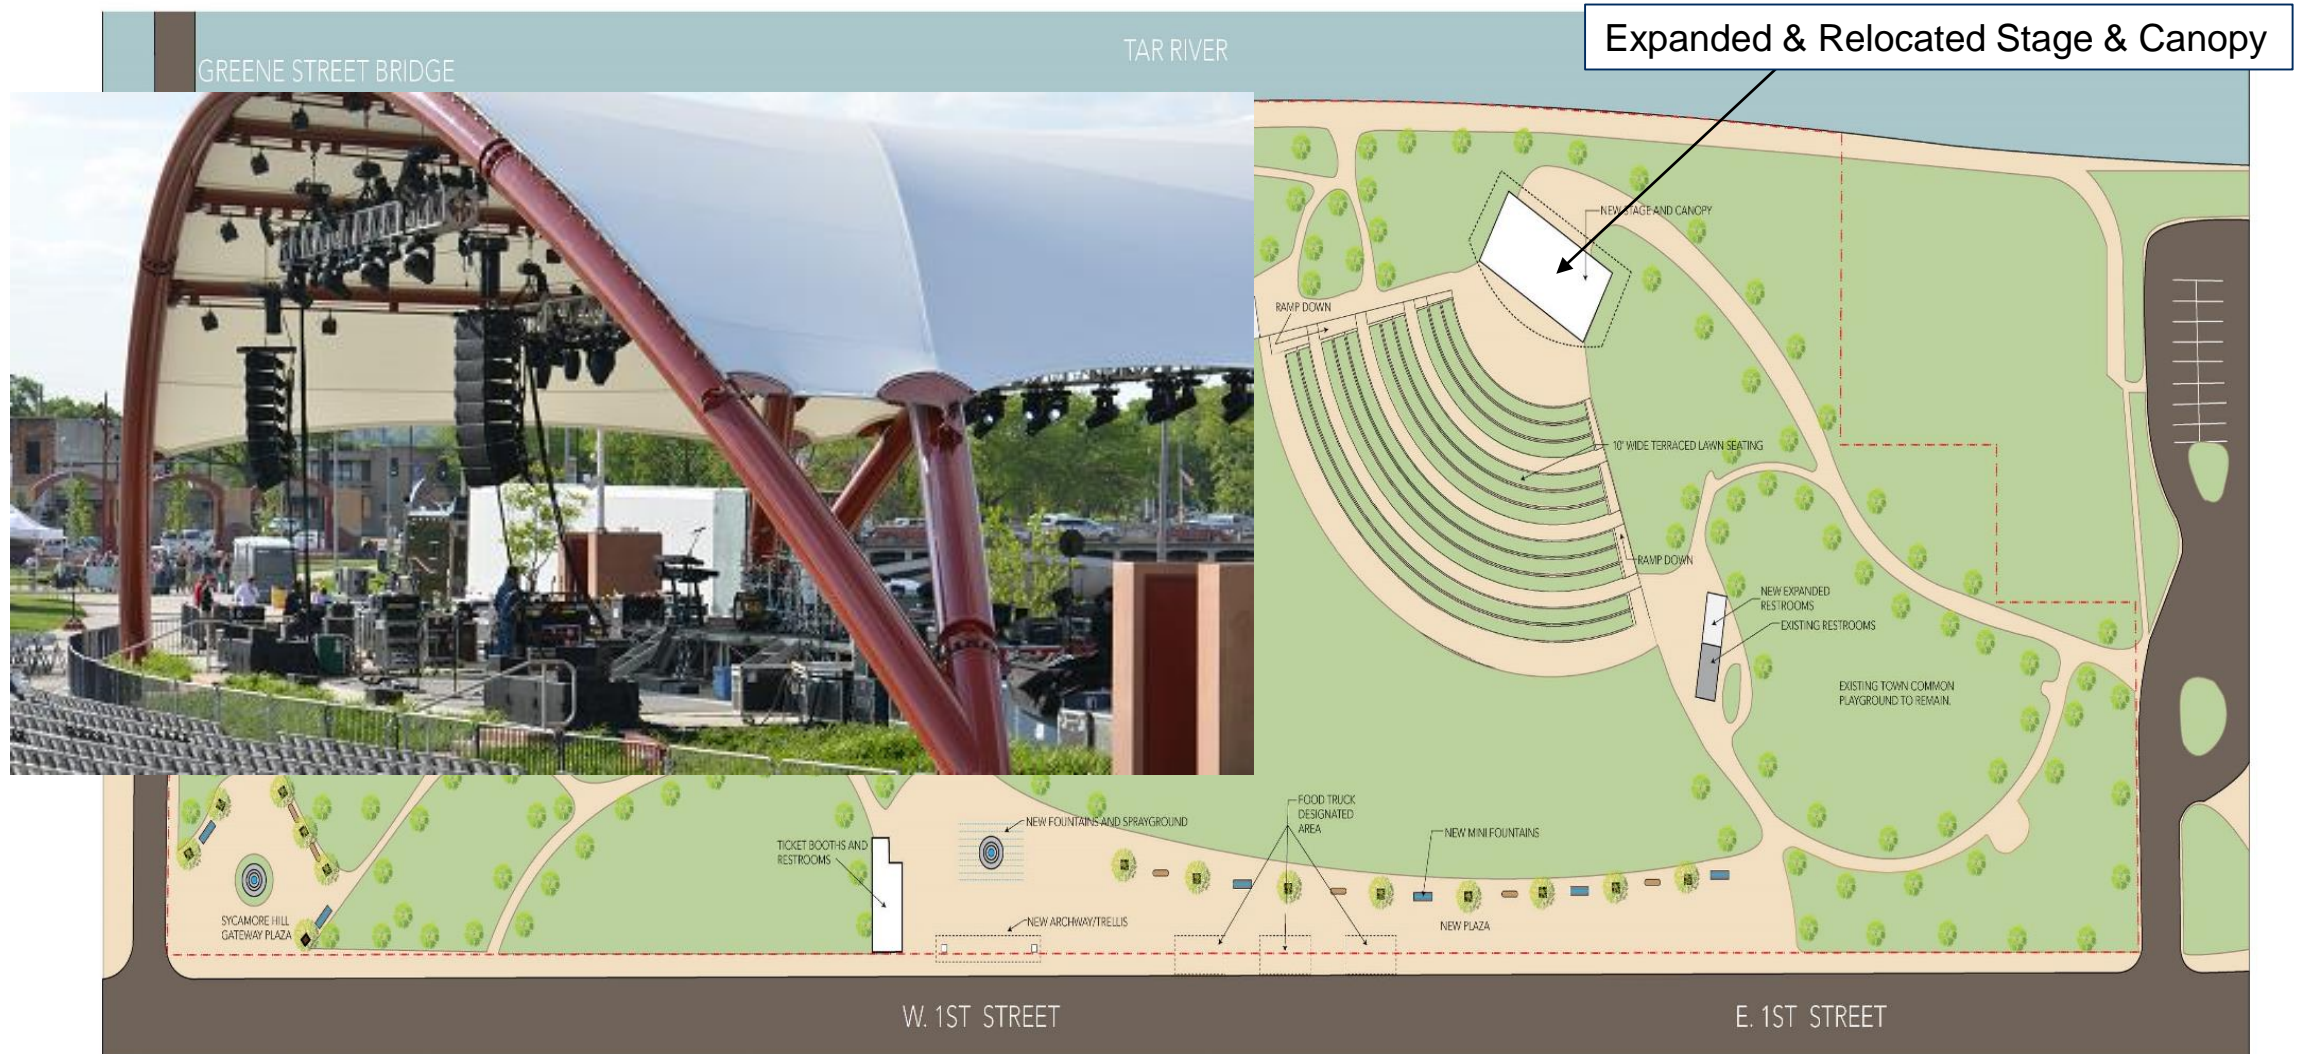 Expanded & Relocated Stage & Canopy
TAR RIVER
GREENE STREET BRIDGE
NEW STAGE AND CANOPY
RAMP DOWN
10' WIDE TERRACED LAWN SEATING
RAMP DOWN
NEW EXPANDED
RESTROOMS
EXISTING RESTROOMS
EXISTING TOWN COMMON
PLAYGROUND TO REMAIN.
FOOD TRUCK
DESIGNATED
AREA
NEW FOUNTAINS AND SPRAYGROUND
NEW MINI FOUNTAINS
TICKET BOOTHS AND
RESTROOMS
SYCAMORE HILL
GATEWAY PLAZA
NEW ARCHWAY/TRELLIS
NEW PLAZA
W. 1ST STREET
E. 1ST STREET